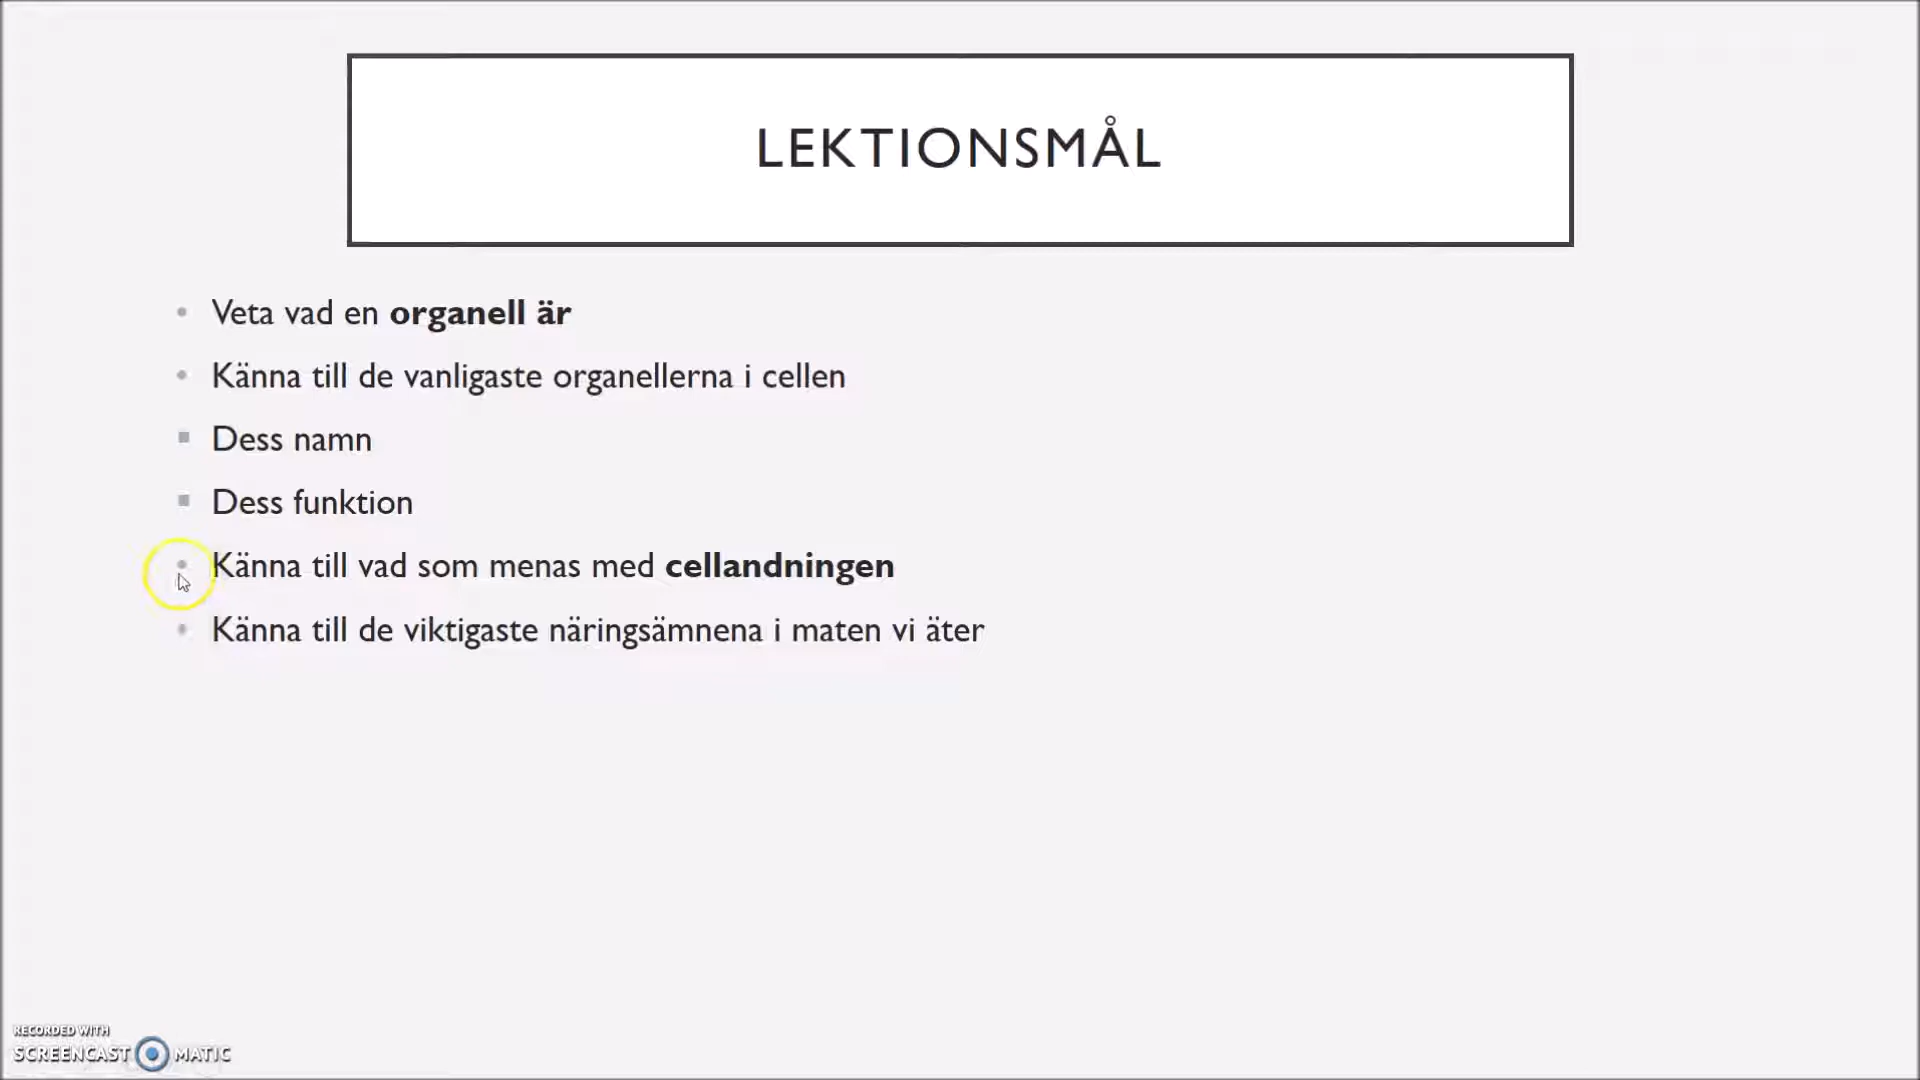 LEKTIONSMÅL
Veta vad en organell är
Känna till de vanligaste organellerna i cellen
Dess namn
Dess funktion
Känna till vad som menas med cellandningen
Känna till de viktigaste näringsämnena i maten vi äter
RECORDED WITH
SCREENCAST MATIC